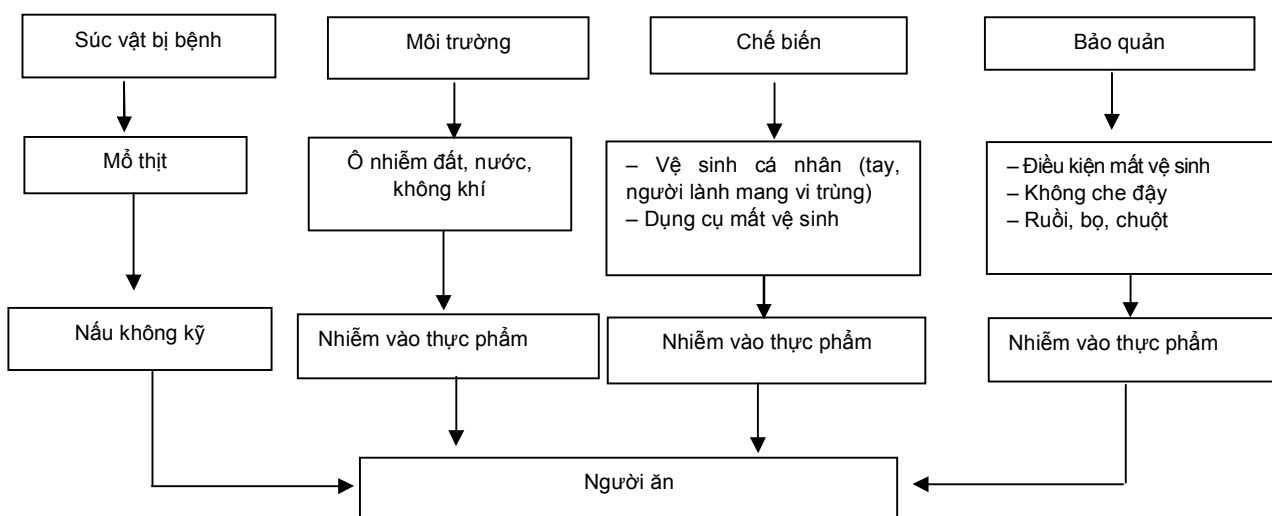 Súc vật bị bệnh
Môi trường
Chế biến
Bảo quản
Mổ thịt
Ô nhiễm đất, nước,
không khí
– Vệ sinh cá nhân (tay,
người lành mang vi trùng)
– Dụng cụ mất vệ sinh
– Điều kiện mất vệ sinh
– Không che đậy
– Ruồi, bọ, chuột
Nấu không kỹ
Nhiễm vào thực phẩm
Nhiễm vào thực phẩm
Nhiễm vào thực phẩm
Người ăn